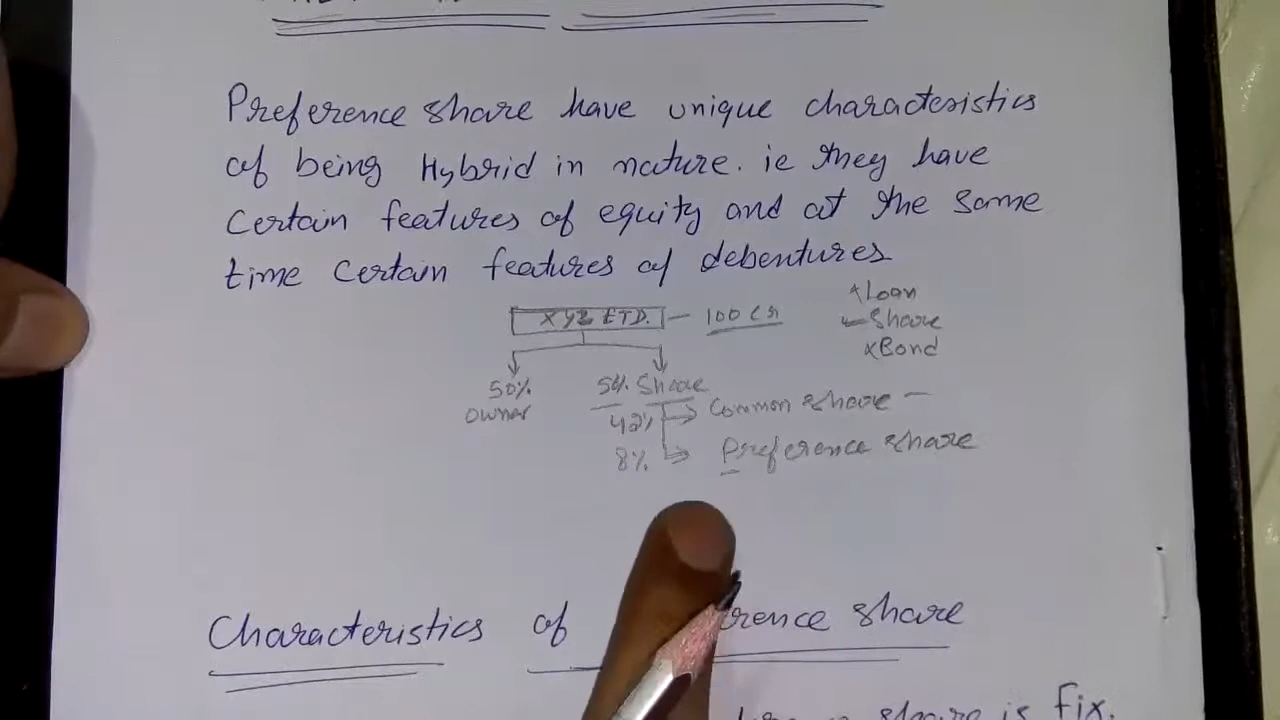 Preference share have unique characteristics
of being Hybrid in nature. ie they have
Certain features of equity and at the same
time certain features of debentures
XYZ LTD. — 100 Cr
Loan
Share
x Bond
50%
owner
50% Share
42% Common share —
8% Preference share
Characteristics of rence share
share is fix.